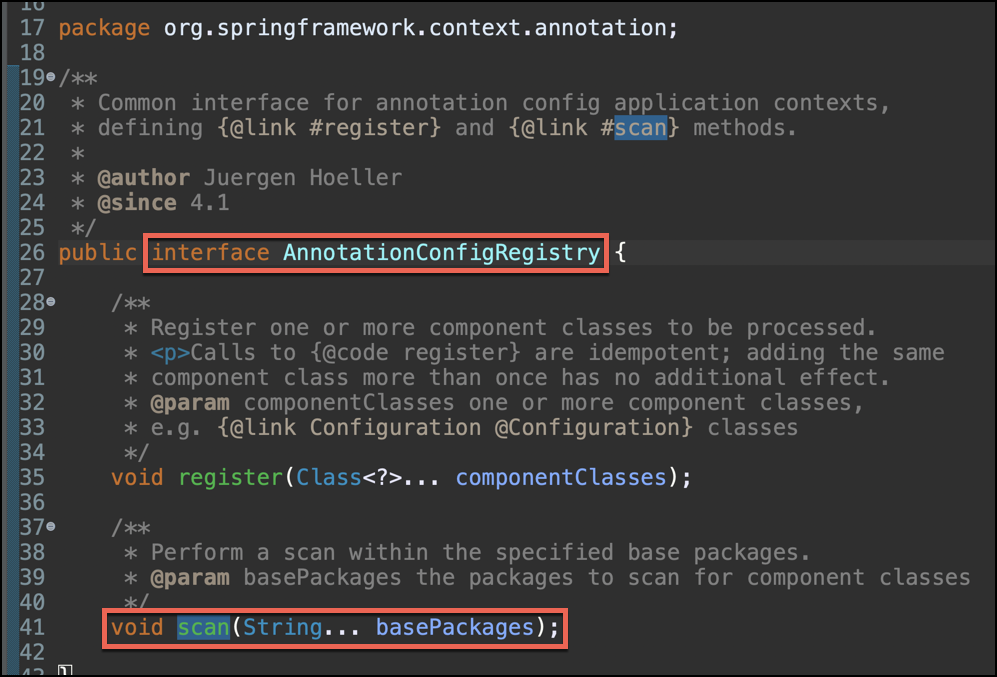 16
17 package org.springframework.context.annotation;
18
19 /**
20  * Common interface for annotation config application contexts,
21  * defining {@link #register} and {@link #scan} methods.
22  *
23  * @author Juergen Hoeller
24  * @since 4.1
25  */
26 public interface AnnotationConfigRegistry {
27
28     /**
29      * Register one or more component classes to be processed.
30      * <p>Calls to {@code register} are idempotent; adding the same
31      * component class more than once has no additional effect.
32      * @param componentClasses one or more component classes,
33      * e.g. {@link Configuration @Configuration} classes
34      */
35     void register(Class<?>... componentClasses);
36
37     /**
38      * Perform a scan within the specified base packages.
39      * @param basePackages the packages to scan for component classes
40      */
41     void scan(String... basePackages);
42
43 }